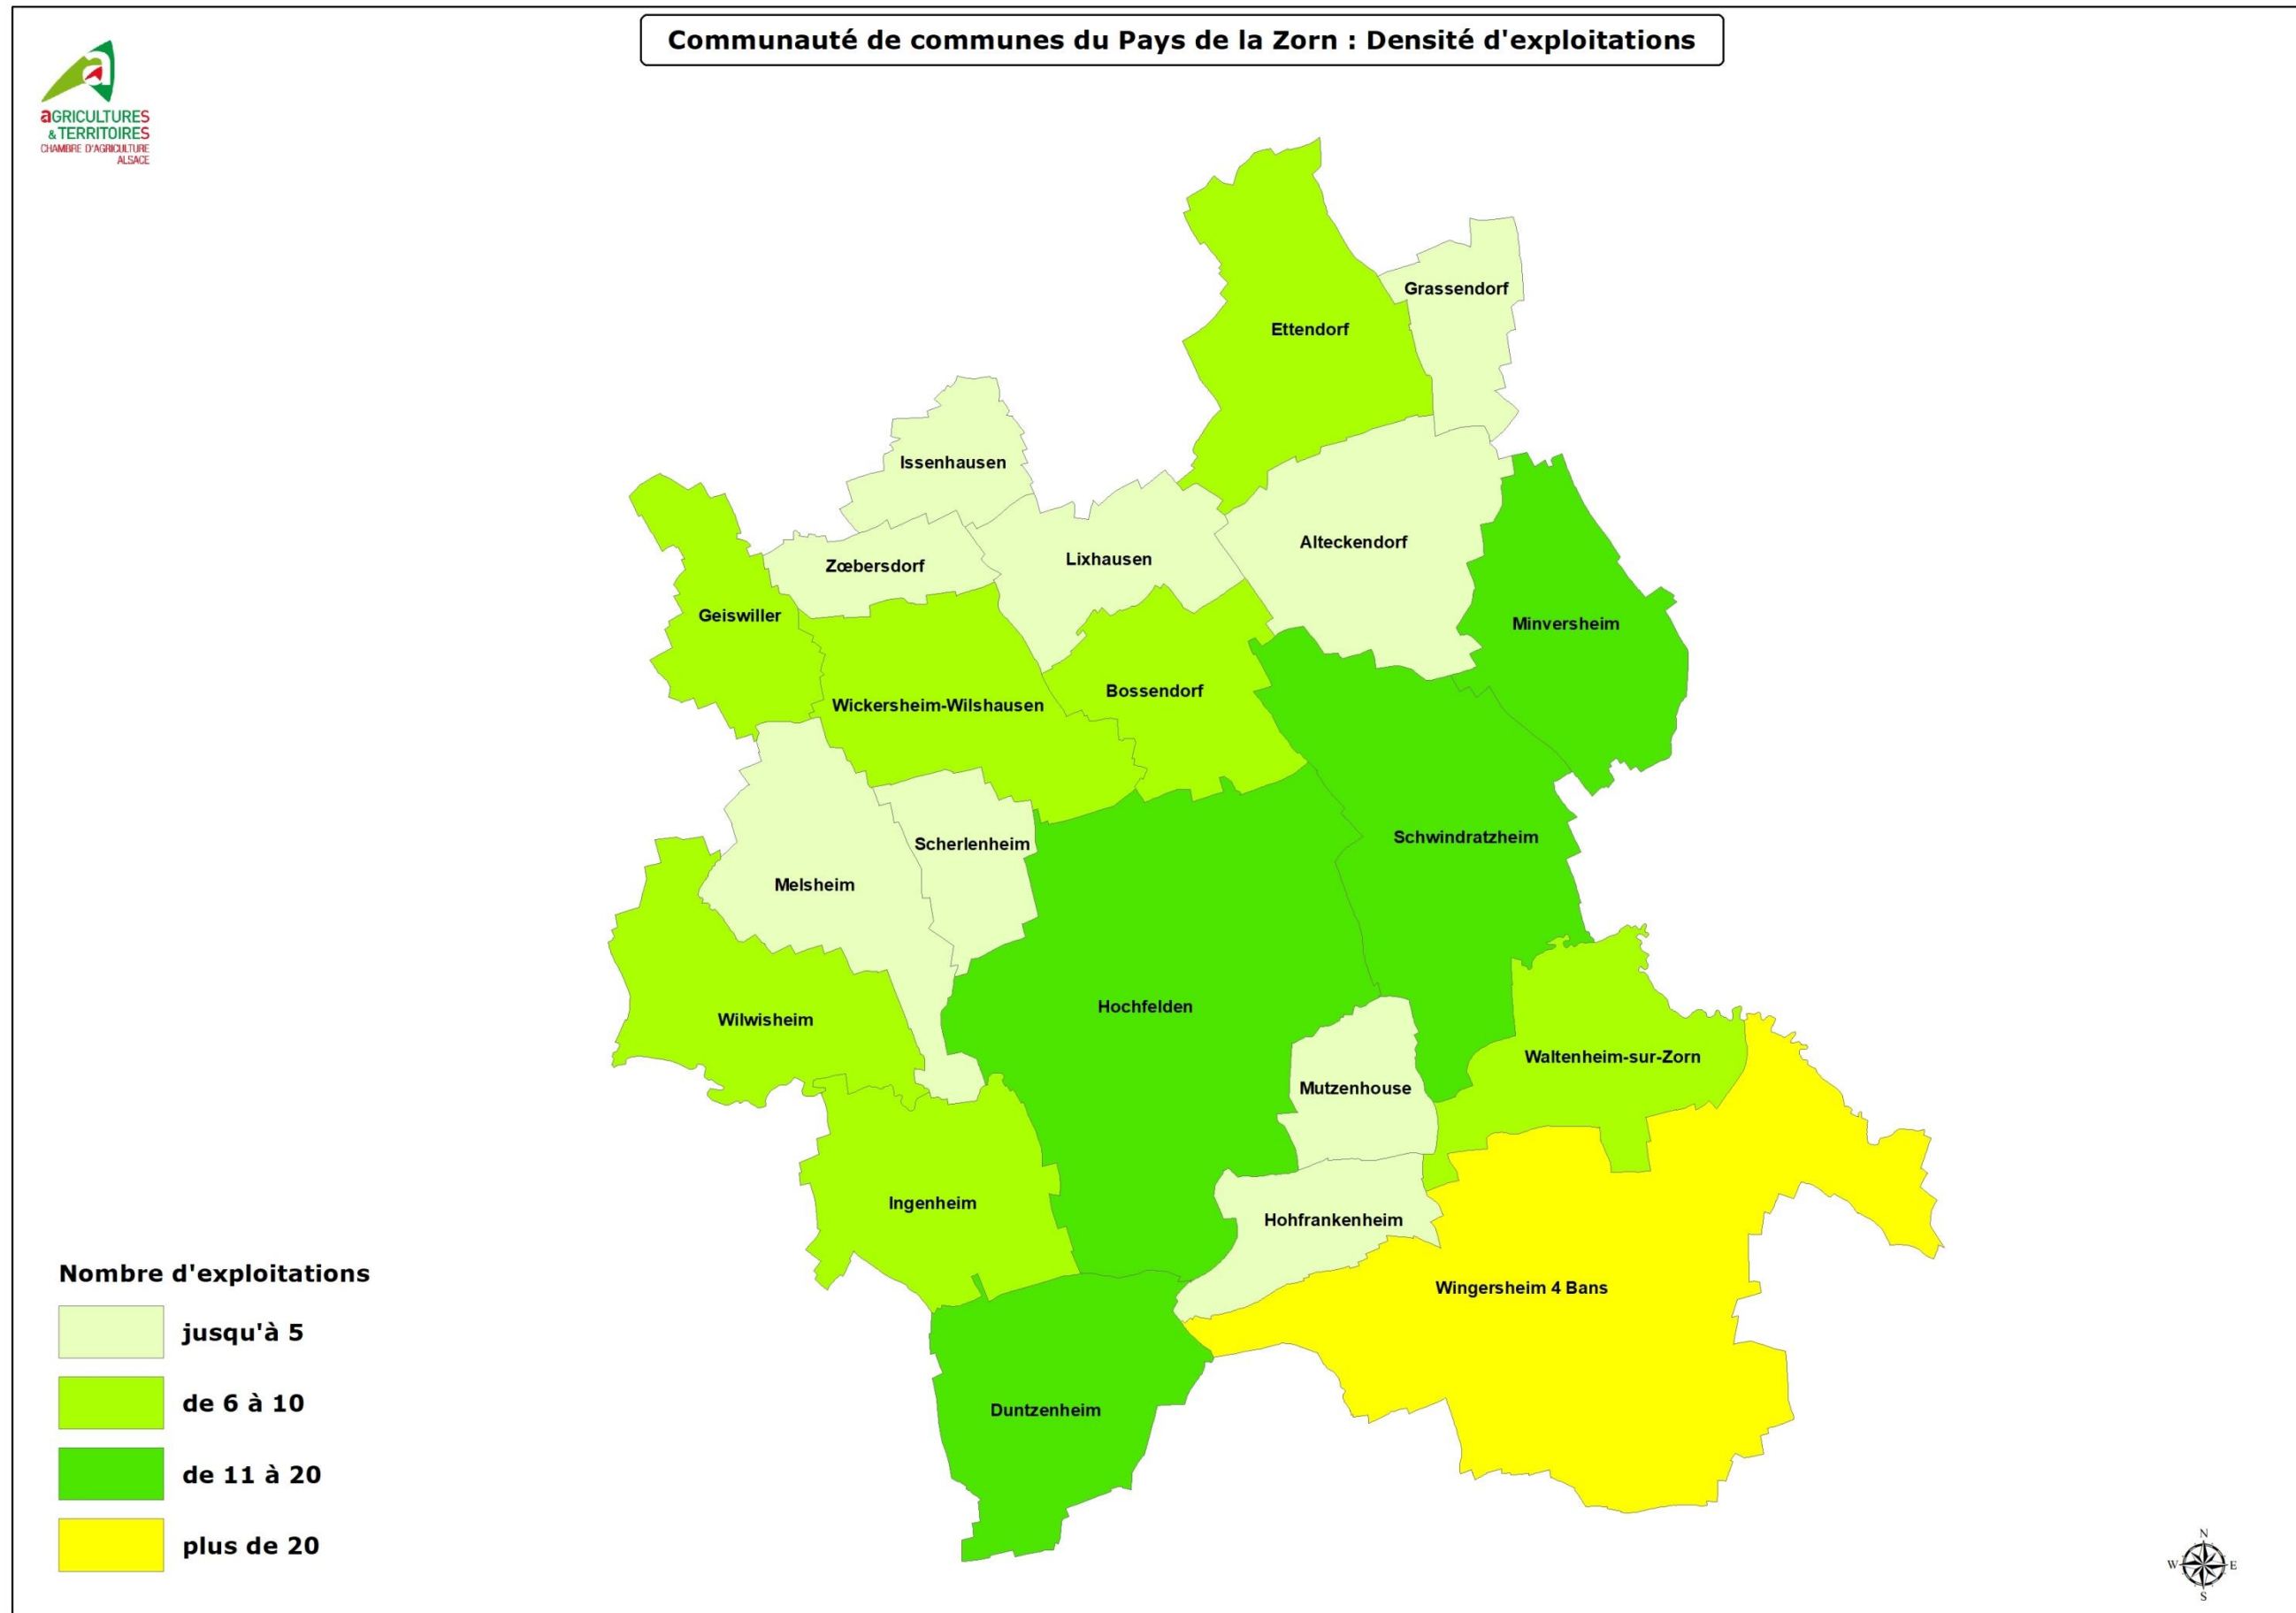 Communauté de communes du Pays de la Zorn : Densité d'exploitations
aGRICULTURES
& TERRITOIRES
CHAMBRE D'AGRICULTURE
ALSACE
Grassendorf
Ettendorf
Issenhausen
Alteckendorf
Lixhausen
Zœbersdorf
Geiswiller
Minversheim
Bossendorf
Wickersheim-Wilshausen
Schwindratzheim
Scherlenheim
Melsheim
Hochfelden
Wilwisheim
Waltenheim-sur-Zorn
Mutzenhouse
Ingenheim
Hohfrankenheim
Wingersheim 4 Bans
Duntzenheim
Nombre d'exploitations
jusqu'à 5
de 6 à 10
de 11 à 20
plus de 20
N
W E
S